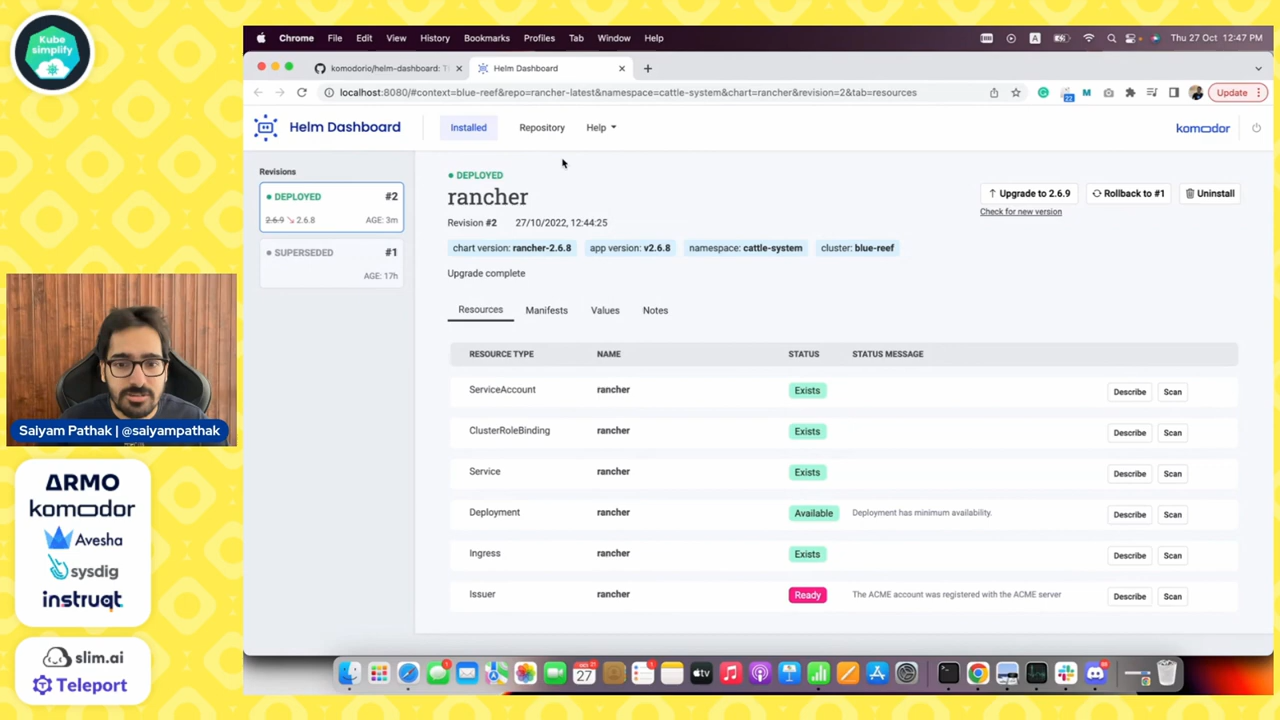 Kube
simplify
Chrome File Edit View History Bookmarks Profiles Tab Window Help
A
Thu 27 Oct 12:47 PM
komodorio/helm-dashboard: T
Helm Dashboard
localhost:8080/#context=blue-reef&repo=rancher-latest&namespace=cattle-system&chart=rancher&revision=2&tab=resources
22
M
Update
Helm Dashboard
Installed
Repository
Help
komodor
Revisions
DEPLOYED #2
2.6.9 2.6.8 AGE: 3m
SUPERSEDED #1
AGE: 17h
DEPLOYED
rancher
Revision #2 27/10/2022, 12:44:25
Upgrade to 2.6.9
Rollback to #1
Uninstall
Check for new version
chart version: rancher-2.6.8 app version: v2.6.8 namespace: cattle-system cluster: blue-reef
Upgrade complete
Resources Manifests Values Notes
RESOURCE TYPE NAME STATUS STATUS MESSAGE
ServiceAccount rancher Exists Describe Scan
ClusterRoleBinding rancher Exists Describe Scan
Service rancher Exists Describe Scan
Deployment rancher Available Deployment has minimum availability. Describe Scan
Ingress rancher Exists Describe Scan
Issuer rancher Ready The ACME account was registered with the ACME server Describe Scan
Saiyam Pathak | @saiyampathak
ARMO
komodor
Avesha
sysdig
instruqt
slim.ai
Teleport
tv
27